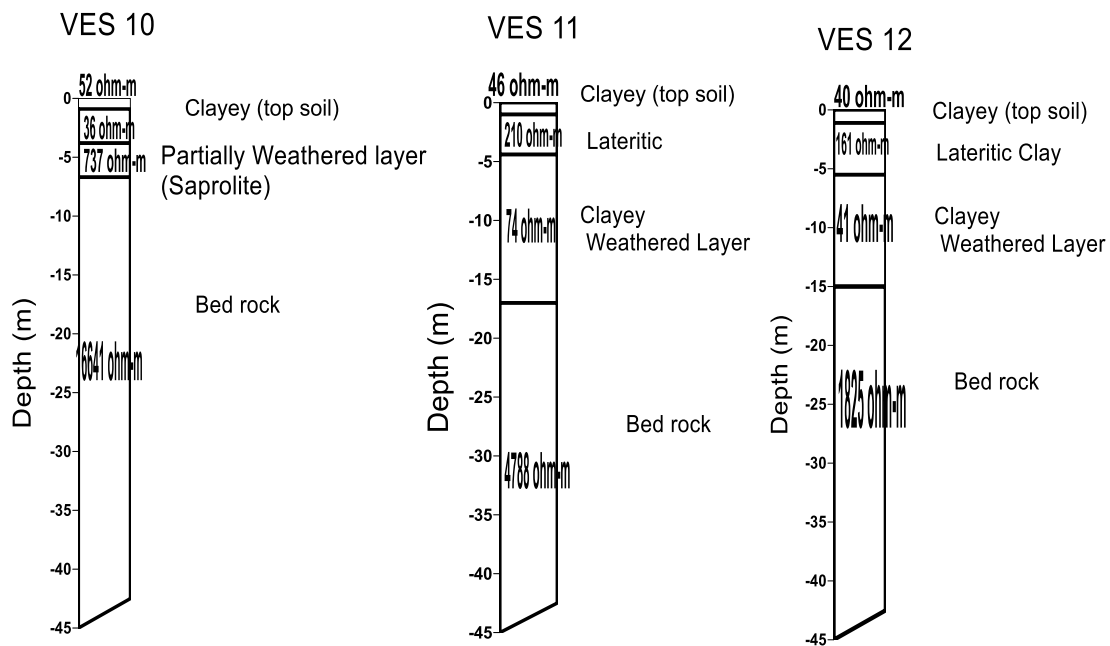 VES 10
52 ohm-m
Clayey (top soil)
36 ohm-m
737 ohm-m
Partially Weathered layer
(Saprolite)
Bed rock
16641 ohm-m
Depth (m)
0
-5
-10
-15
-20
-25
-30
-35
-40
-45
VES 11
46 ohm-m
Clayey (top soil)
210 ohm-m
Lateritic
74 ohm-m
Clayey
Weathered Layer
Bed rock
4788 ohm-m
Depth (m)
0
-5
-10
-15
-20
-25
-30
-35
-40
-45
VES 12
40 ohm-m
Clayey (top soil)
161 ohm-m
Lateritic Clay
41 ohm-m
Clayey
Weathered Layer
1825 ohm-m
Bed rock
Depth (m)
0
-5
-10
-15
-20
-25
-30
-35
-40
-45